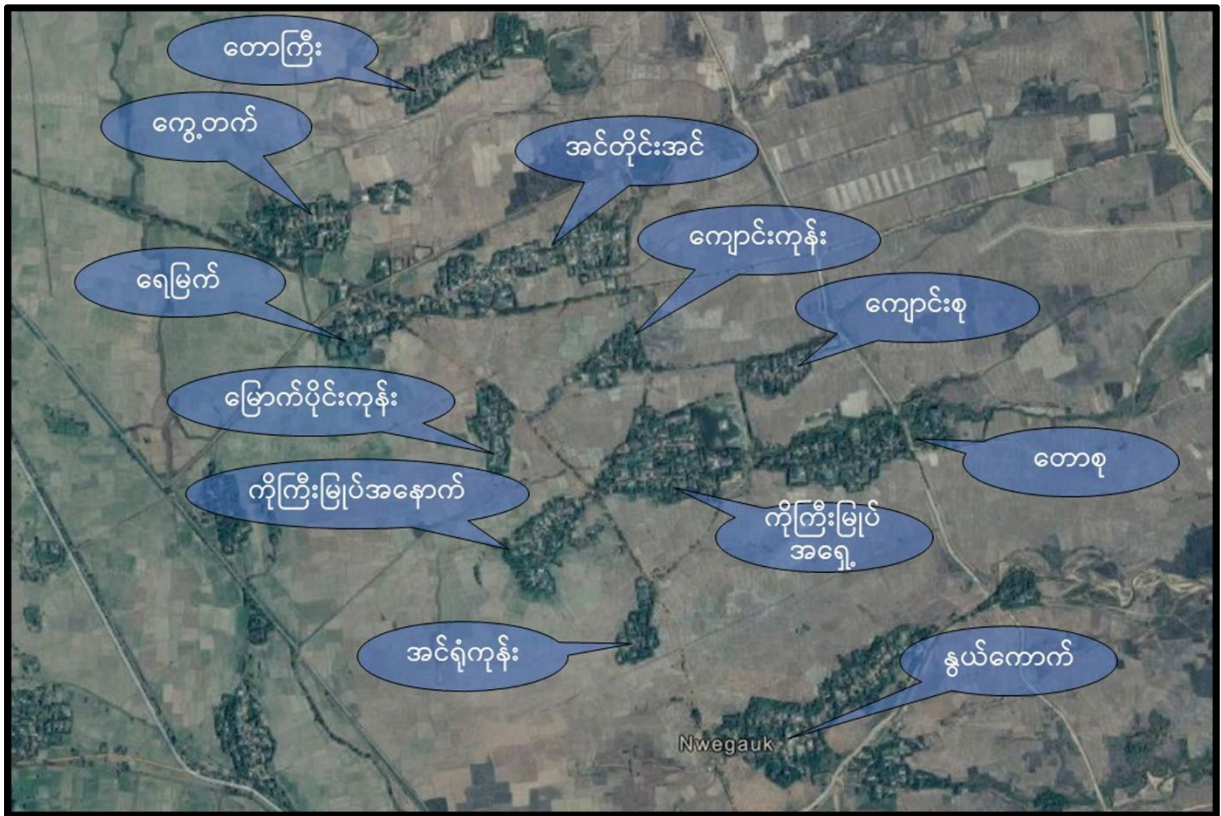 တောကြီး
ကွေ့တက်
အင်တိုင်းအင်
ကျောင်းကုန်း
ရေမြက်
ကျောင်းစု
မြောက်ပိုင်းကုန်း
တောစု
ကိုကြီးမြုပ်အနောက်
ကိုကြီးမြုပ်
အရှေ့
အင်ရုံကုန်း
နွယ်ကောက်
Nwegauk